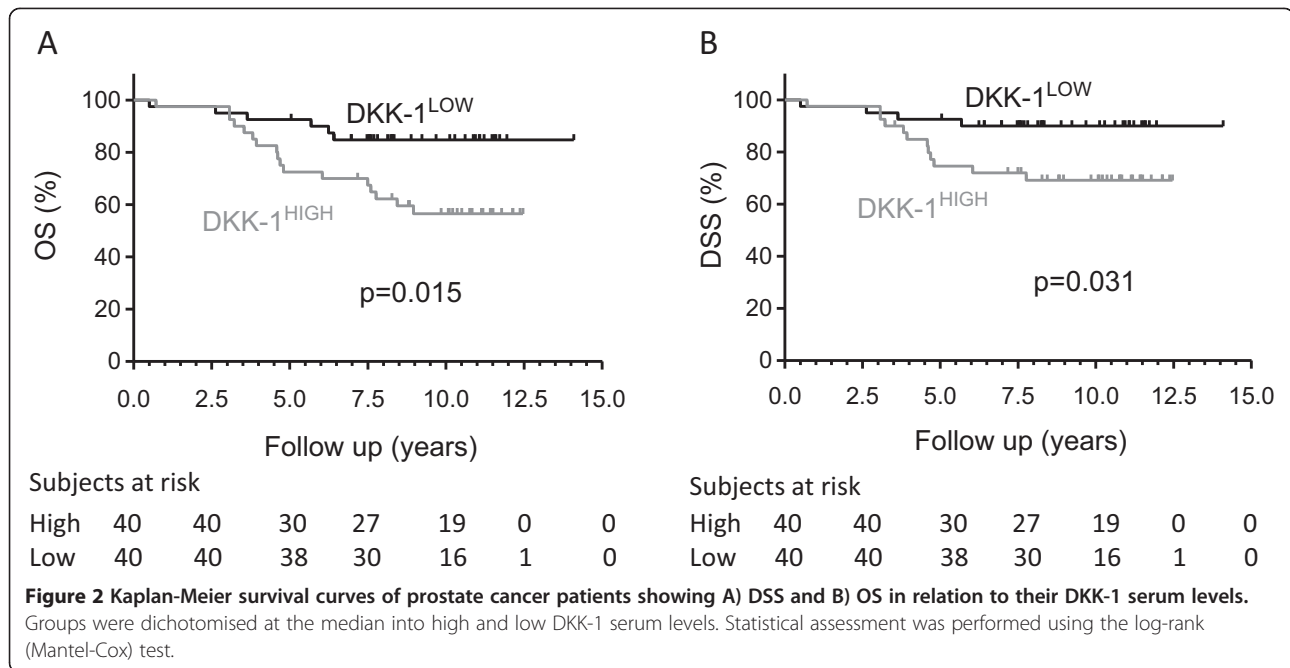 A
B
100
80
60
40
20
0
OS (%)
DKK-1LOW
DKK-1HIGH
p=0.015
0.0 2.5 5.0 7.5 10.0 12.5 15.0
Follow up (years)
100
80
60
40
20
0
DSS (%)
DKK-1LOW
DKK-1HIGH
p=0.031
0.0 2.5 5.0 7.5 10.0 12.5 15.0
Follow up (years)
Subjects at risk
High 40 40 30 27 19 0 0
Low 40 40 38 30 16 1 0
Subjects at risk
High 40 40 30 27 19 0 0
Low 40 40 38 30 16 1 0
Figure 2 Kaplan-Meier survival curves of prostate cancer patients showing A) DSS and B) OS in relation to their DKK-1 serum levels.
Groups were dichotomised at the median into high and low DKK-1 serum levels. Statistical assessment was performed using the log-rank
(Mantel-Cox) test.